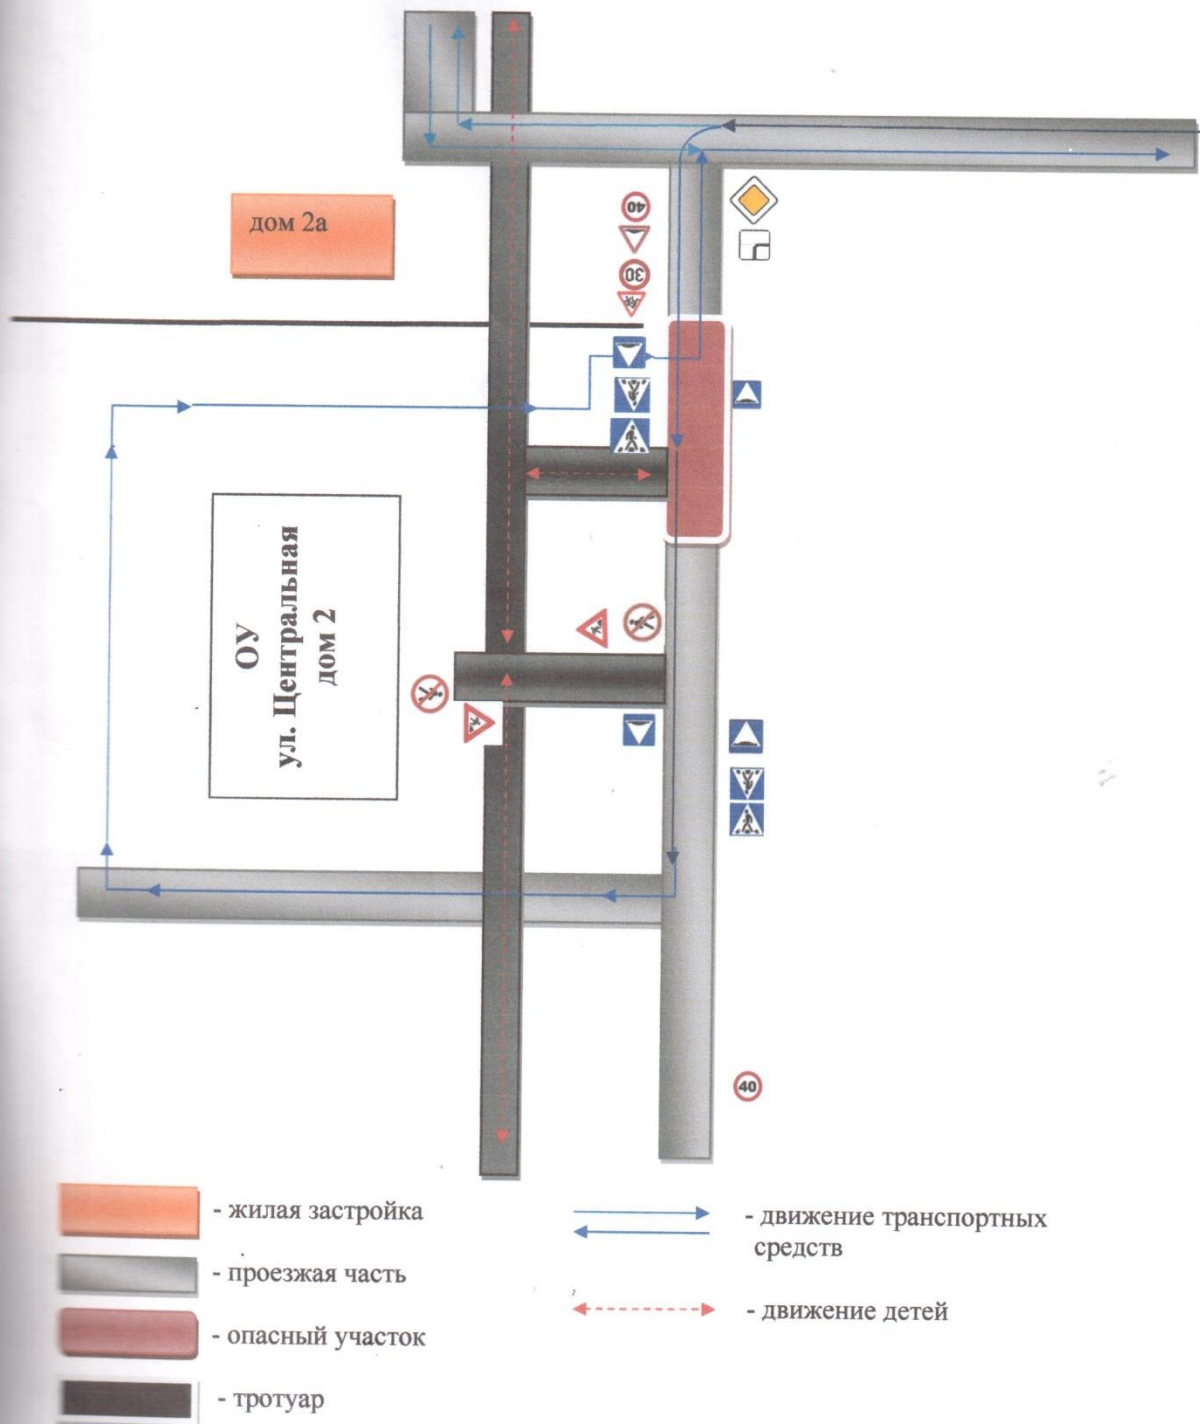 дом 2а
40
30
ОУ
ул. Центральная
дом 2
40
- жилая застройка
- проезжая часть
- опасный участок
- тротуар
- движение транспортных
средств
- движение детей